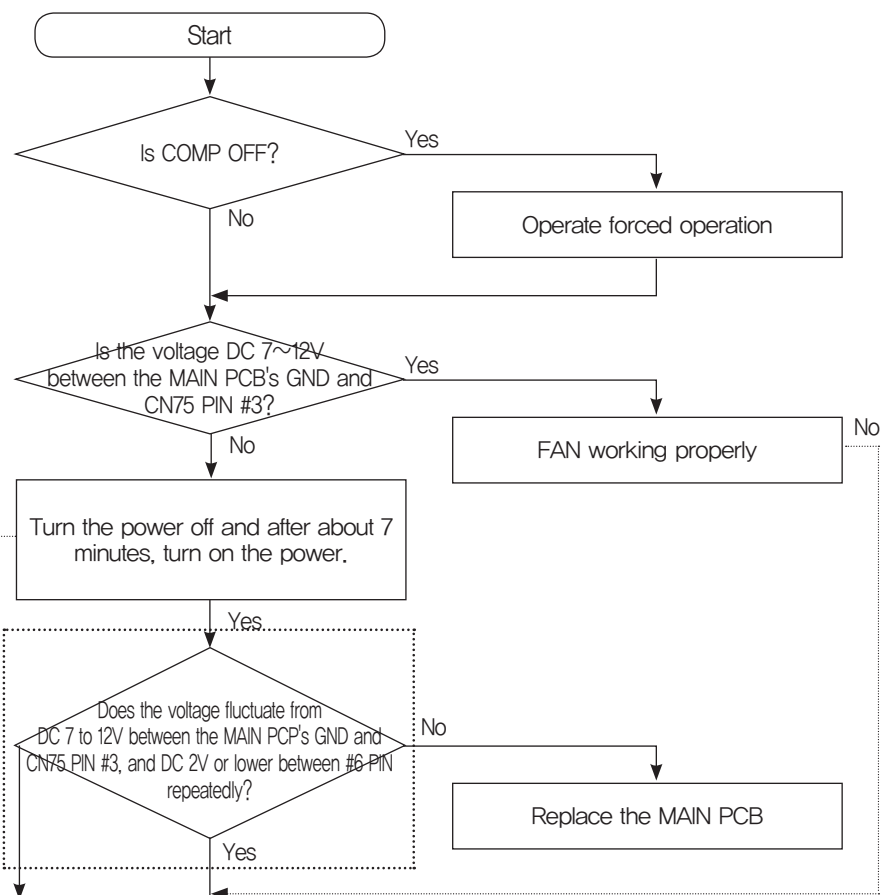 Start
Is COMP OFF?
Yes
No
Operate forced operation
Is the voltage DC 7~12V
between the MAIN PCB's GND and
CN75 PIN #3?
Yes
No
FAN working properly
No
Turn the power off and after about 7
minutes, turn on the power.
Yes
Does the voltage fluctuate from
DC 7 to 12V between the MAIN PCP's GND and
CN75 PIN #3, and DC 2V or lower between #6 PIN
repeatedly?
No
Replace the MAIN PCB
Yes